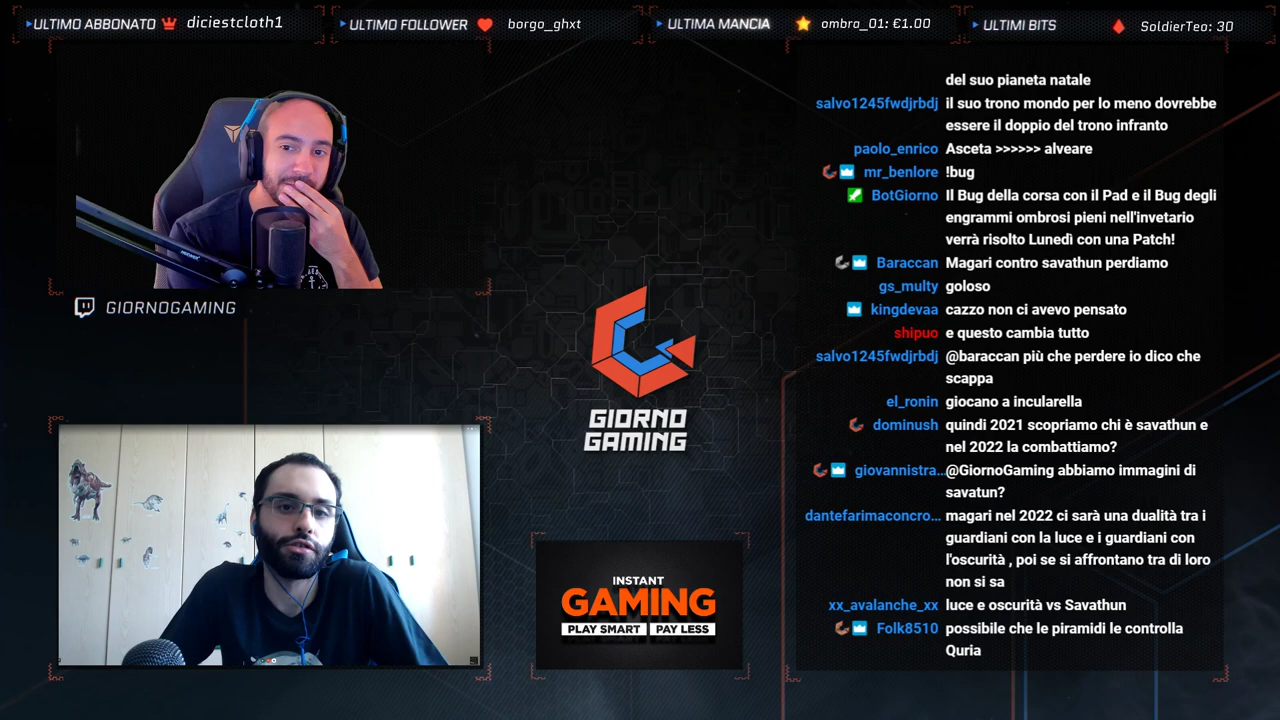 ULTIMO ABBONATO diciestcloth1
ULTIMO FOLLOWER borgo_ghxt
ULTIMA MANCIA ombra_01: €1.00
ULTIMI BITS SoldierTea: 30
GIORNOGAMING
GIORNO
GAMING
INSTANT
GAMING
PLAY SMART PAY LESS
del suo pianeta natale
salvo1245fwdjrbdj il suo trono mondo per lo meno dovrebbe
essere il doppio del trono infranto
paolo_enrico Asceta >>>>>> alveare
mr_benlore !bug
BotGiorno Il Bug della corsa con il Pad e il Bug degli
engrammi ombrosi pieni nell'invetario
verrà risolto Lunedì con una Patch!
Baraccan Magari contro savathun perdiamo
gs_multy goloso
kingdevaa cazzo non ci avevo pensato
shipuo e questo cambia tutto
salvo1245fwdjrbdj @baraccan più che perdere io dico che
scappa
el_ronin giocano a incularella
dominush quindi 2021 scopriamo chi è savathun e
nel 2022 la combattiamo?
giovannistra... @GiornoGaming abbiamo immagini di
savatun?
dantefarimaconcro... magari nel 2022 ci sarà una dualità tra i
guardiani con la luce e i guardiani con
l'oscurità , poi se si affrontano tra di loro
non si sa
xx_avalanche_xx luce e oscurità vs Savathun
Folk8510 possibile che le piramidi le controlla
Quria